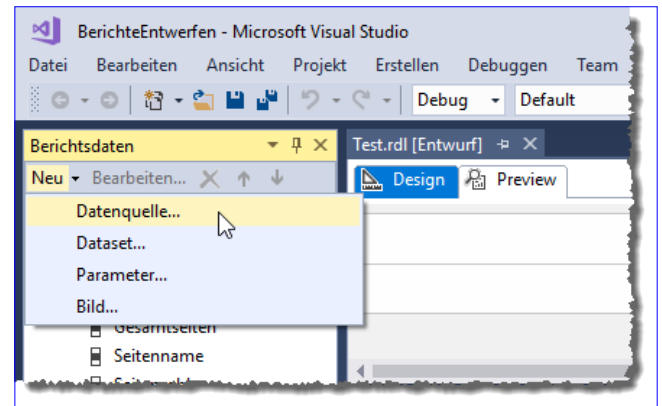 BerichteEntwerfen - Microsoft Visual Studio
Datei Bearbeiten Ansicht Projekt Erstellen Debuggen Team
Debug Default
Berichtsdaten
Test.rdl [Entwurf]
Neu Bearbeiten...
Design Preview
Datenquelle...
Dataset...
Parameter...
Bild...
Gesamtseiten
Seitenname